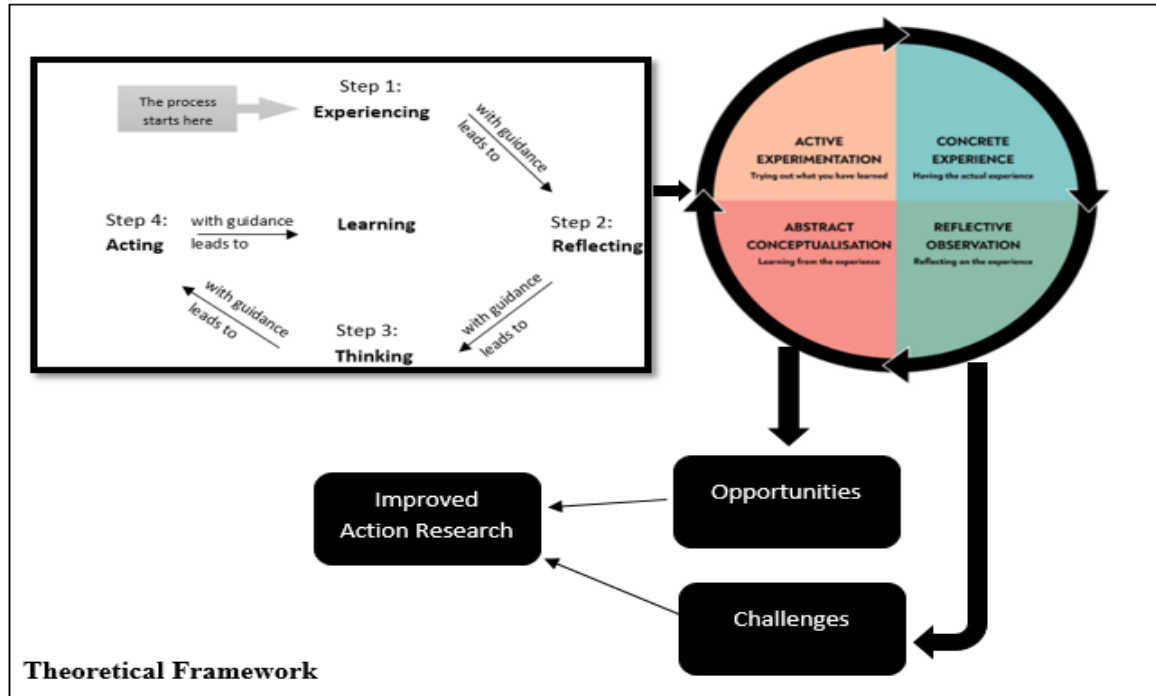 The process
starts here
Step 1:
Experiencing
with guidance
leads to
Step 2:
Reflecting
with guidance
leads to
Step 3:
Thinking
with guidance
leads to
Step 4:
Acting
with guidance
leads to
Learning
ACTIVE
EXPERIMENTATION
Trying out what you have learned
CONCRETE
EXPERIENCE
Having the actual experience
ABSTRACT
CONCEPTUALISATION
Learning from the experience
REFLECTIVE
OBSERVATION
Reflecting on the experience
Opportunities
Improved
Action Research
Challenges
Theoretical Framework